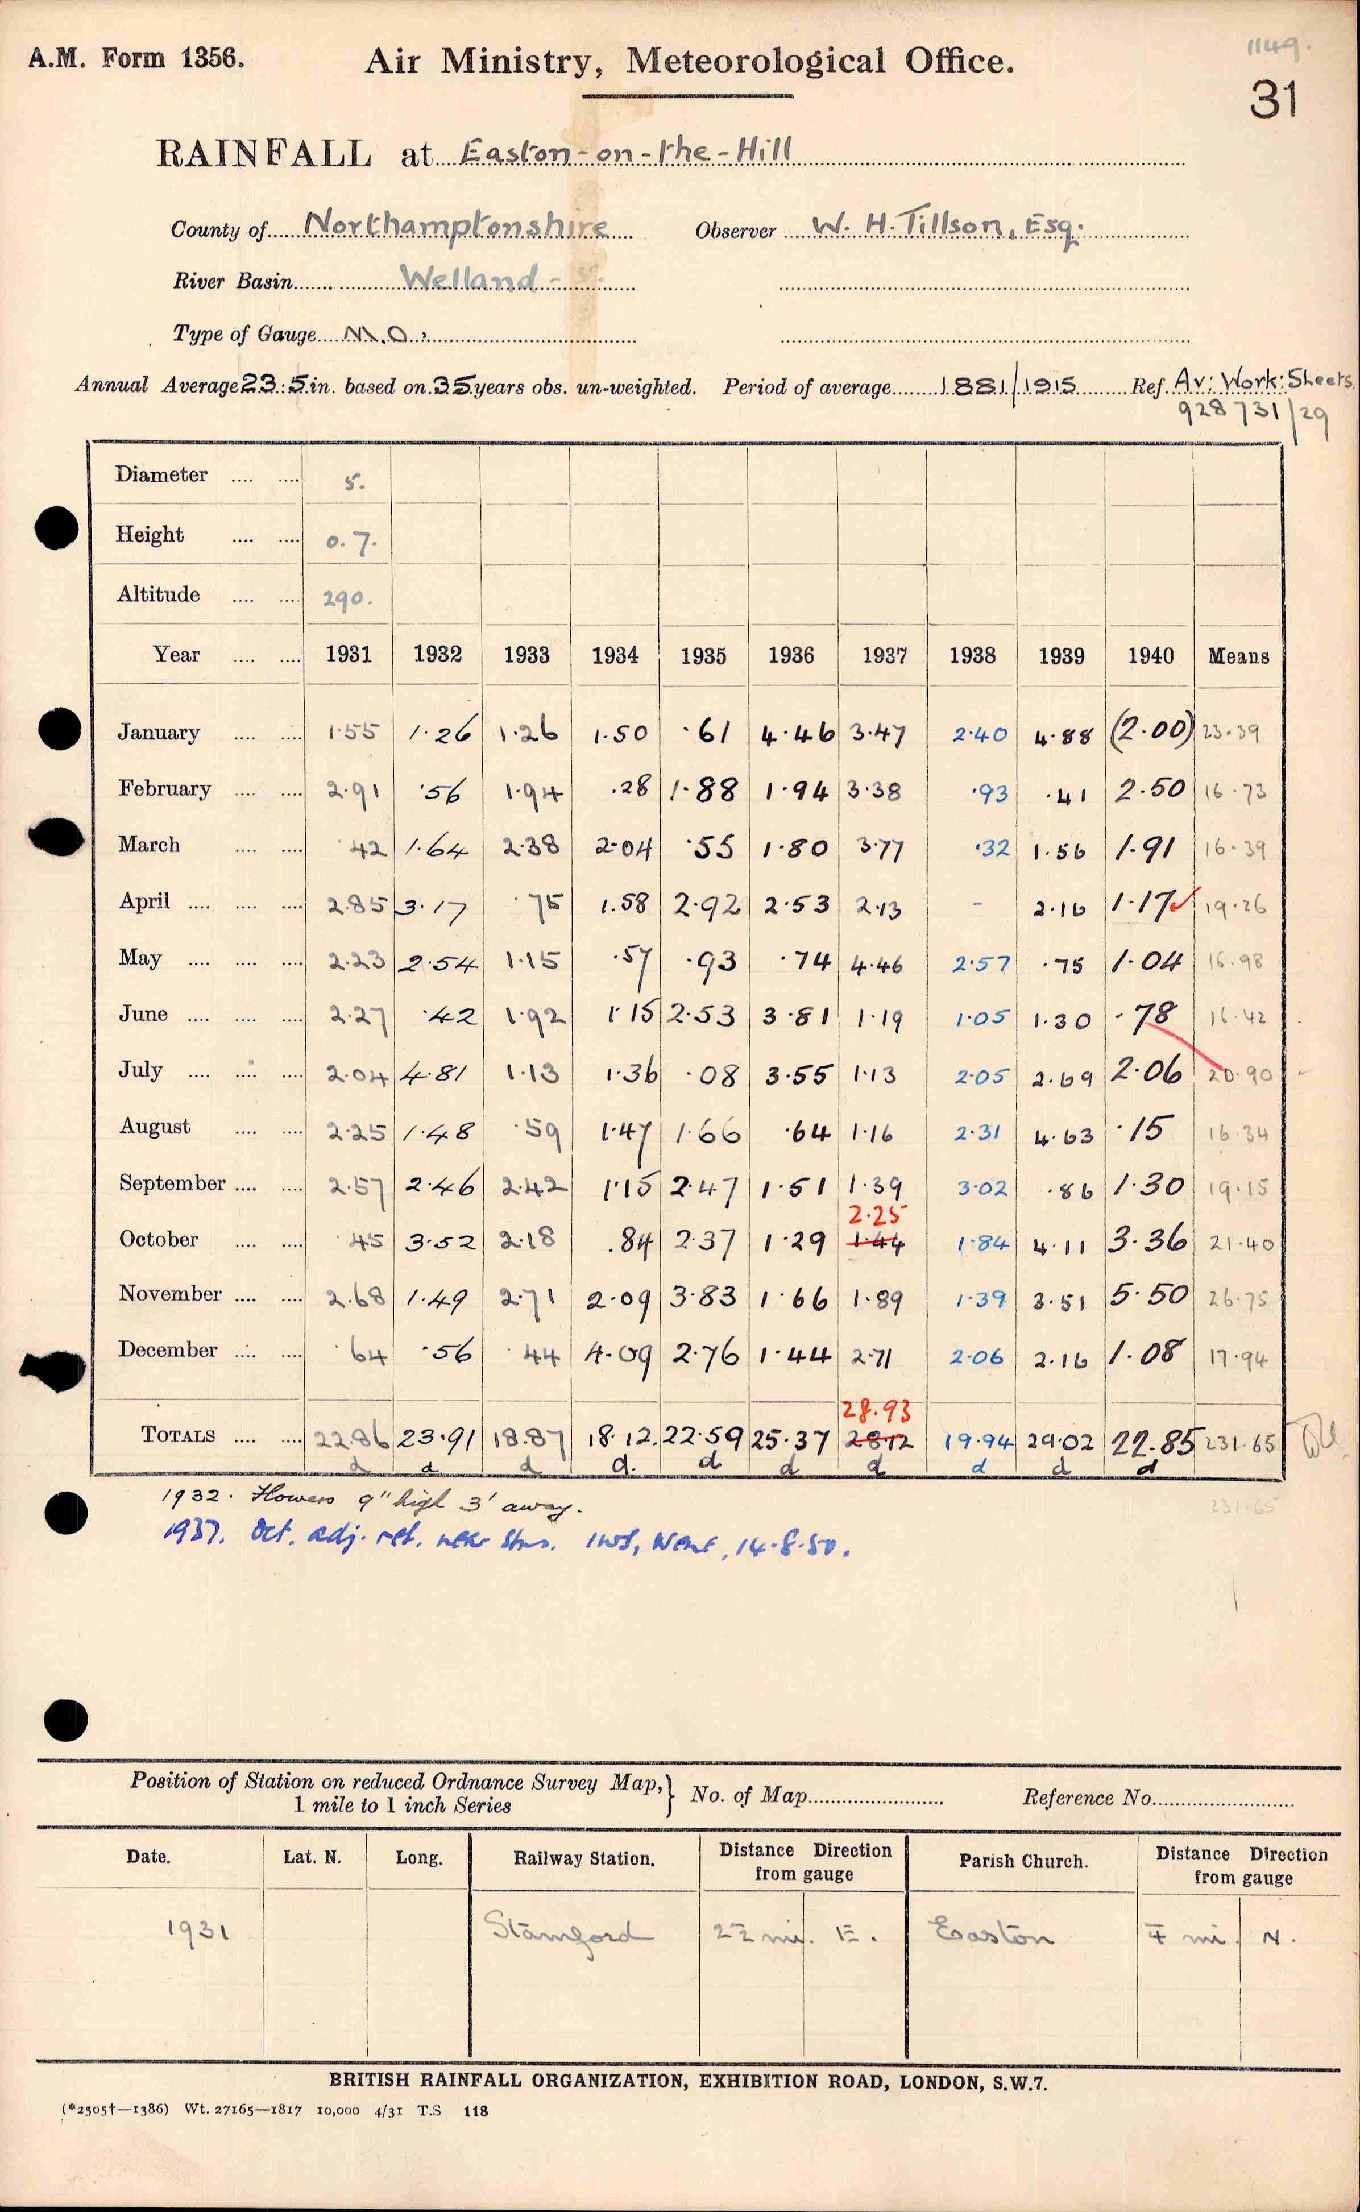 1149.
A.M. Form 1356. Air Ministry, Meteorological Office. 31
RAINFALL at Easton-on-the-Hill
County of Northamptonshire Observer W. H. Tillson, Esq.
River Basin Welland
Type of Gauge M.O.
Annual Average 23.5 in. based on 35 years obs. un-weighted. Period of average 1881/1915 Ref. Av: Work: Sheets
928731/29
Diameter 5.
Height 0.7.
Altitude 290.
Year 1931 1932 1933 1934 1935 1936 1937 1938 1939 1940 Means
January 1.55 1.26 1.26 1.50 .61 4.46 3.47 2.40 4.88 (2.00) 23.39
February 2.91 .56 1.94 .28 1.88 1.94 3.38 .93 .41 2.50 16.73
March .42 1.64 2.38 2.04 .55 1.80 3.77 .32 1.56 1.91 16.39
April 2.85 3.17 .75 1.58 2.92 2.53 2.13 - 2.16 1.17✓ 19.26
May 2.23 2.54 1.15 .57 .93 .74 4.46 2.57 .75 1.04 16.98
June 2.27 .42 1.92 1.15 2.53 3.81 1.19 1.05 1.30 .78 16.42
July 2.04 4.81 1.13 1.36 .08 3.55 1.13 2.05 2.69 2.06 20.90
August 2.25 1.48 .59 1.47 1.66 .64 1.16 2.31 4.63 .15 16.34
September 2.57 2.46 2.42 1.15 2.47 1.51 1.39 3.02 .86 1.30 19.15
2.25
October .45 3.52 2.18 .84 2.37 1.29 1.44 1.84 4.11 3.36 21.40
November 2.68 1.49 2.71 2.09 3.83 1.66 1.89 1.39 3.51 5.50 26.75
December .64 .56 .44 4.09 2.76 1.44 2.71 2.06 2.16 1.08 17.94
28.93
TOTALS 22.86 23.91 18.87 18.12 22.59 25.37 28.12 19.94 29.02 22.85 231.65
d d d d. d d d d d d
1932. Flowers 9" high 3' away. 231.65
1937. Oct. adj. ref. near Stns. 14.8.50.
Position of Station on reduced Ordnance Survey Map,} No. of Map Reference No.
1 mile to 1 inch Series
Date. Lat. N. Long. Railway Station. Distance Direction from gauge Parish Church. Distance Direction from gauge
1931 Stamford 2½ mi. E. Easton ¼ mi. N.
BRITISH RAINFALL ORGANIZATION, EXHIBITION ROAD, LONDON, S.W.7.
(*2505†—1386) Wt. 27165—1817 10,000 4/31 T.S 118